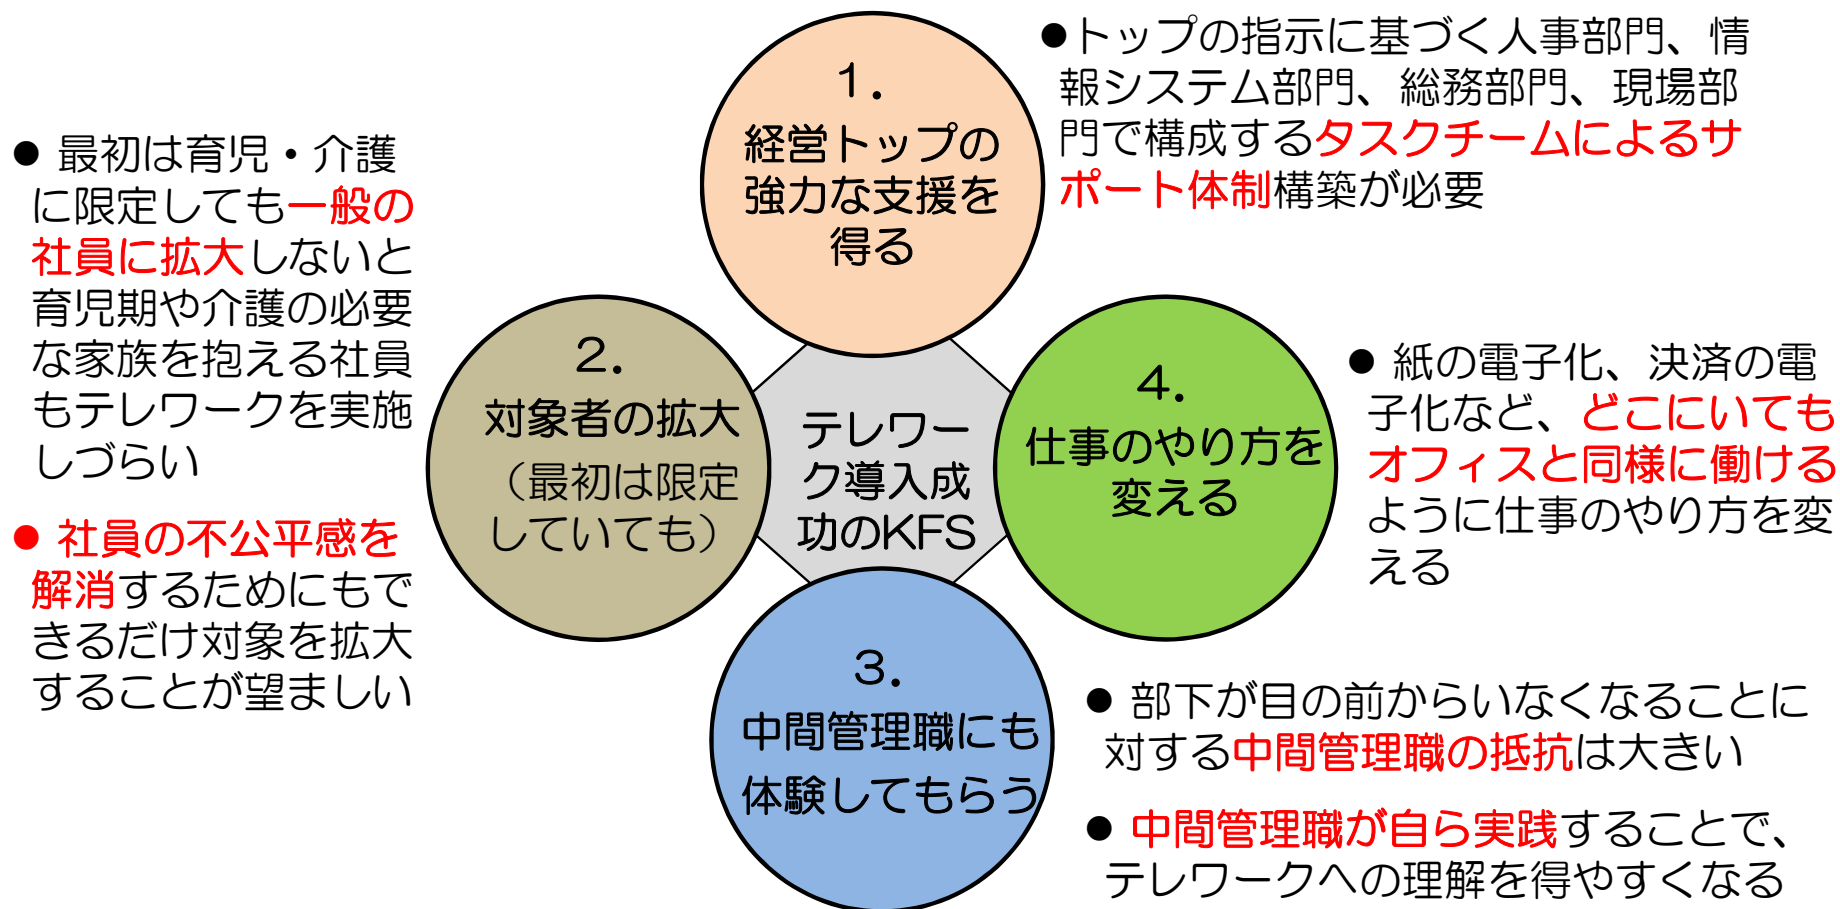 1.
経営トップの
強力な支援を
得る
●トップの指示に基づく人事部門、情
報システム部門、総務部門、現場部
門で構成するタスクチームによるサ
ポート体制構築が必要
● 最初は育児・介護
に限定しても一般の
社員に拡大しないと
育児期や介護の必要
な家族を抱える社員
もテレワークを実施
しづらい
● 社員の不公平感を
解消するためにもで
きるだけ対象を拡大
することが望ましい
2.
対象者の拡大
（最初は限定
していても）
テレワー
ク導入成
功のKFS
4.
仕事のやり方を
変える
● 紙の電子化、決済の電
子化など、どこにいても
オフィスと同様に働ける
ように仕事のやり方を変
える
3.
中間管理職にも
体験してもらう
● 部下が目の前からいなくなることに
対する中間管理職の抵抗は大きい
● 中間管理職が自ら実践することで、
テレワークへの理解を得やすくなる